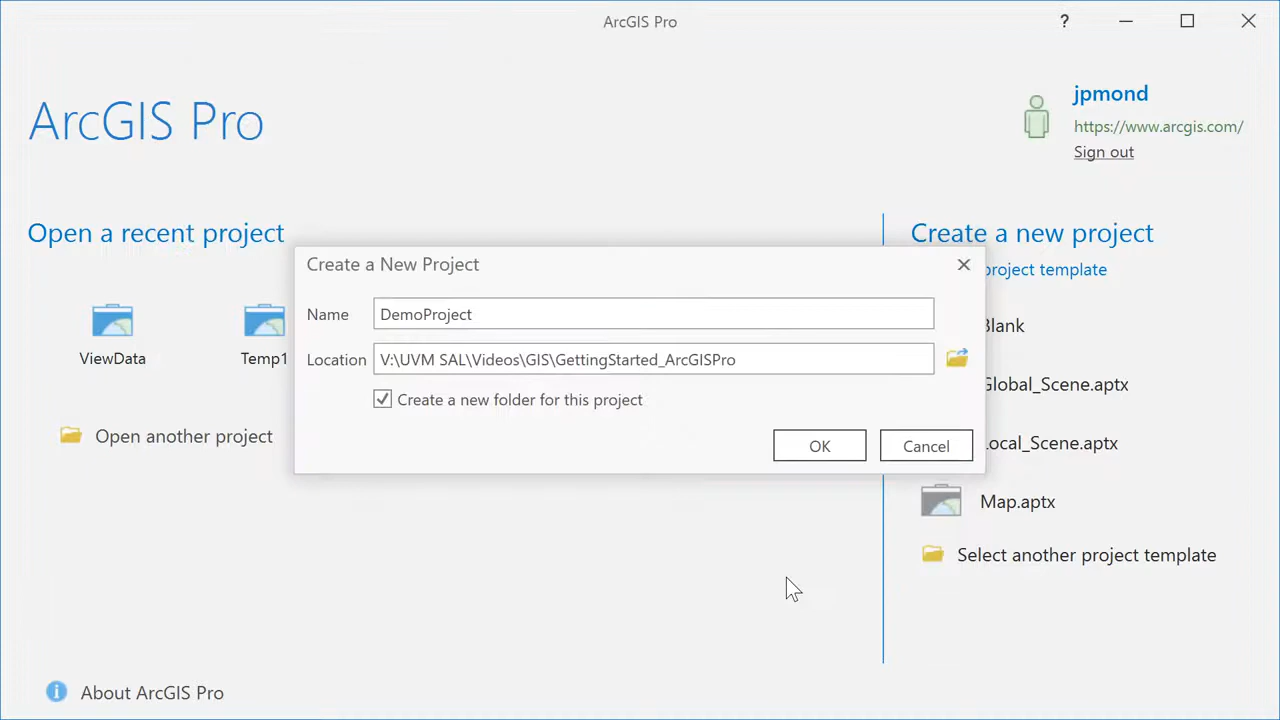 ArcGIS Pro
?
ArcGIS Pro
jpmond
https://www.arcgis.com/
Sign out
Open a recent project
Create a new project
project template
ViewData
Temp1
Open another project
Create a New Project
Name
DemoProject
Location
V:\UVM SAL\Videos\GIS\GettingStarted_ArcGISPro
Create a new folder for this project
OK
Cancel
Blank
Global_Scene.aptx
Local_Scene.aptx
Map.aptx
Select another project template
About ArcGIS Pro